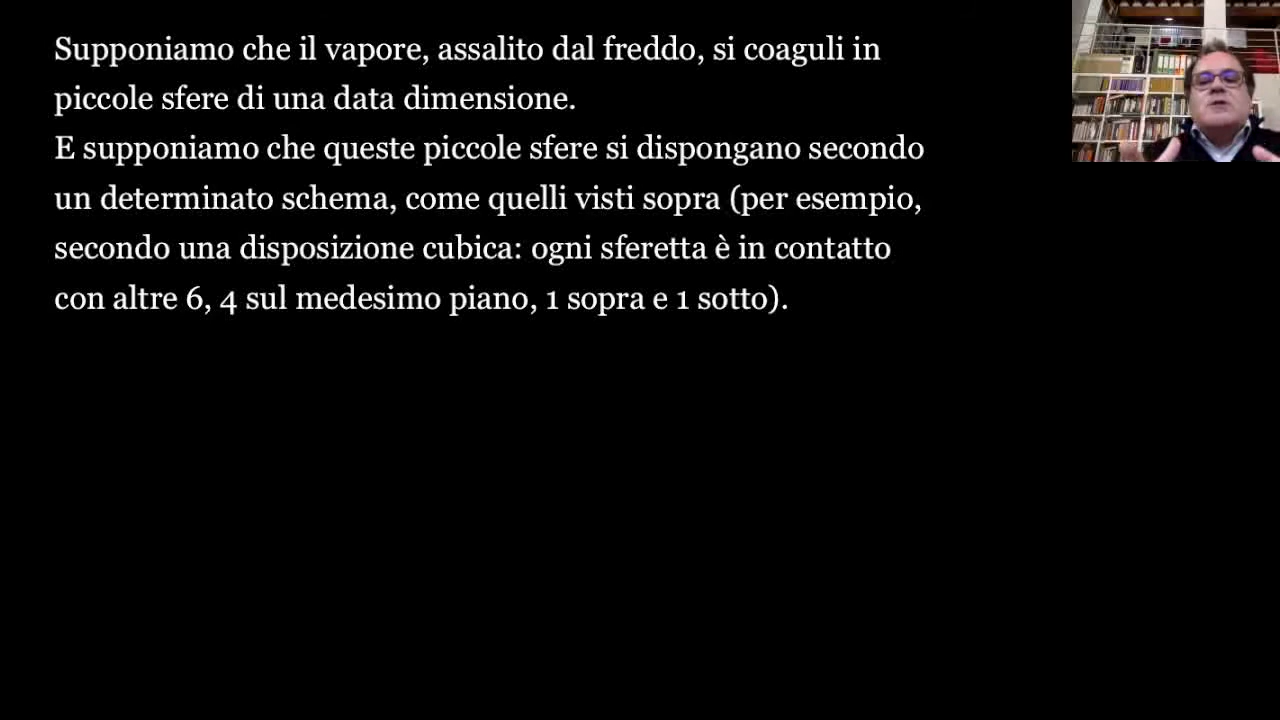 Supponiamo che il vapore, assalito dal freddo, si coaguli in
piccole sfere di una data dimensione.
E supponiamo che queste piccole sfere si dispongano secondo
un determinato schema, come quelli visti sopra (per esempio,
secondo una disposizione cubica: ogni sferetta è in contatto
con altre 6, 4 sul medesimo piano, 1 sopra e 1 sotto).